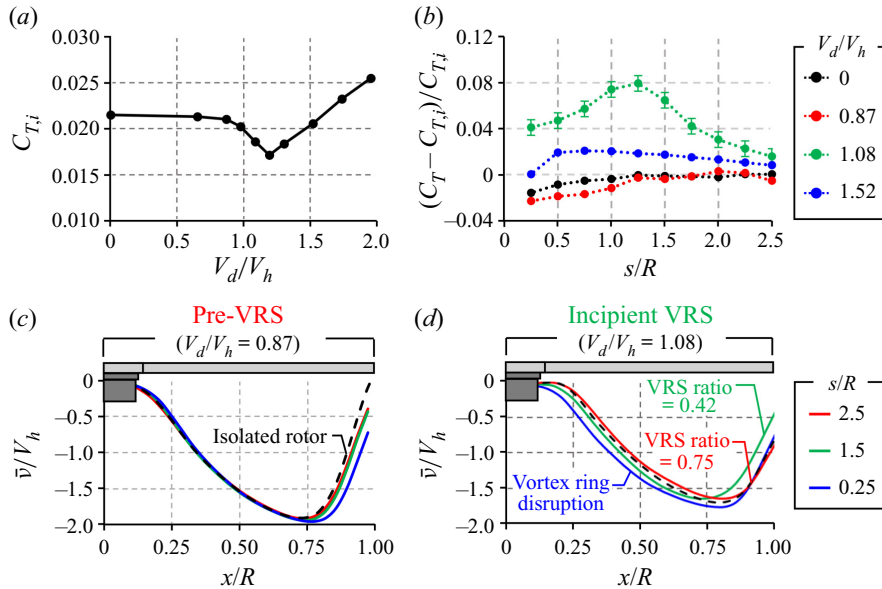 (a)
0.030
0.025
0.020
0.015
0.010
C_{T,i}
0 0.5 1.0 1.5 2.0
V_d/V_h
(b)
0.12
0.08
0.04
0
−0.04
(C_T − C_{T,i})/C_{T,i}
0.5 1.0 1.5 2.0 2.5
s/R
V_d/V_h
0
0.87
1.08
1.52
(c)
Pre-VRS
(V_d/V_h = 0.87)
0
−0.5
−1.0
−1.5
−2.0
v̄/V_h
Isolated rotor
0 0.25 0.50 0.75 1.00
x/R
(d)
Incipient VRS
(V_d/V_h = 1.08)
0
−0.5
−1.0
−1.5
−2.0
v̄/V_h
VRS ratio
= 0.42
VRS ratio
= 0.75
Vortex ring
disruption
0 0.25 0.50 0.75 1.00
x/R
s/R
2.5
1.5
0.25